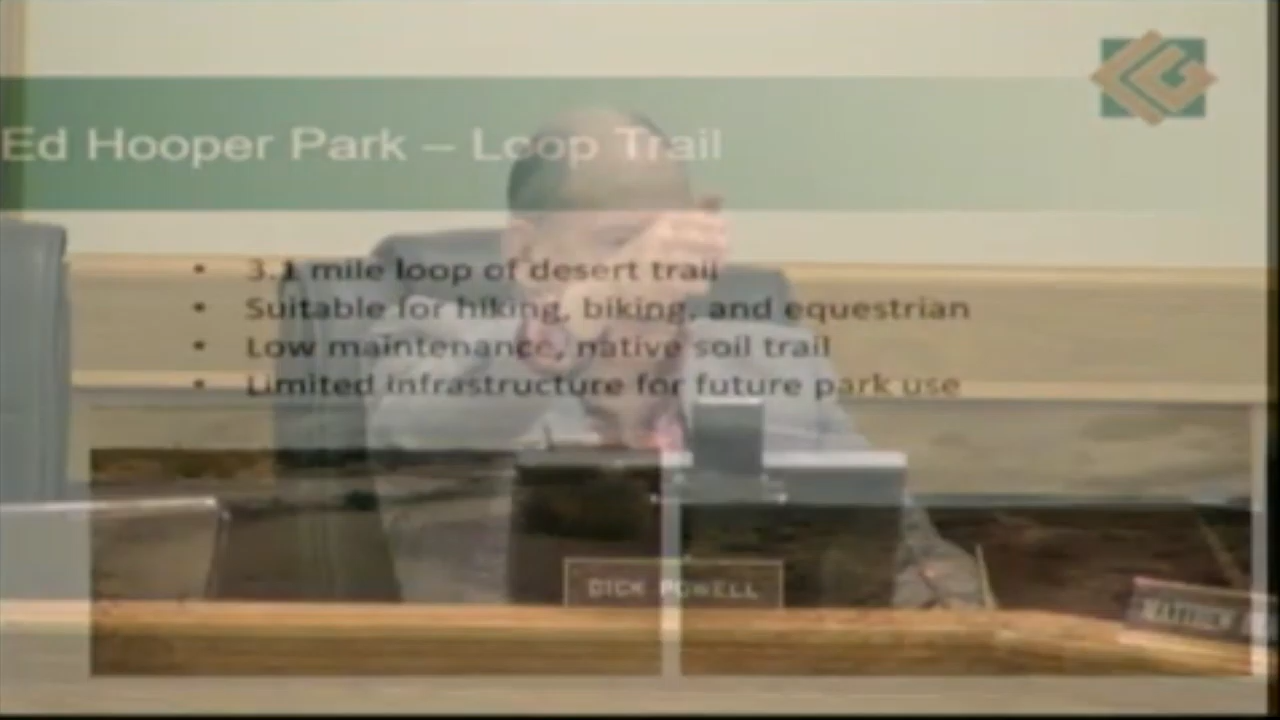 Ed Hooper Park – Loop Trail
• 3.1 mile loop of desert trail
• Suitable for hiking, biking, and equestrian
• Low maintenance, native soil trail
• Limited infrastructure for future park use
DICK POWELL